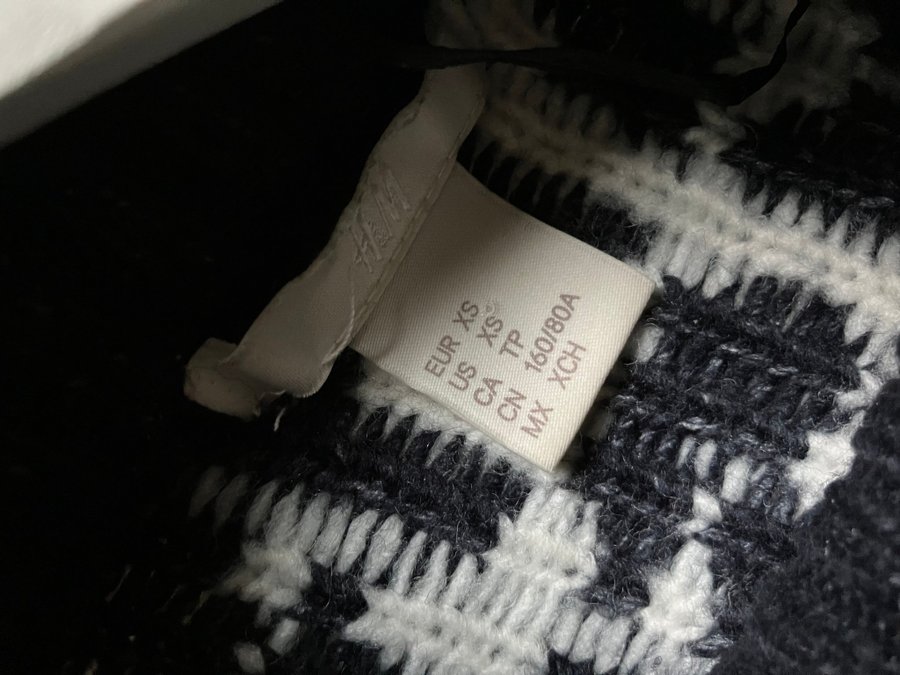 H&M
EUR XS
US XS
CA TP
CN 160/80A
MX XCH